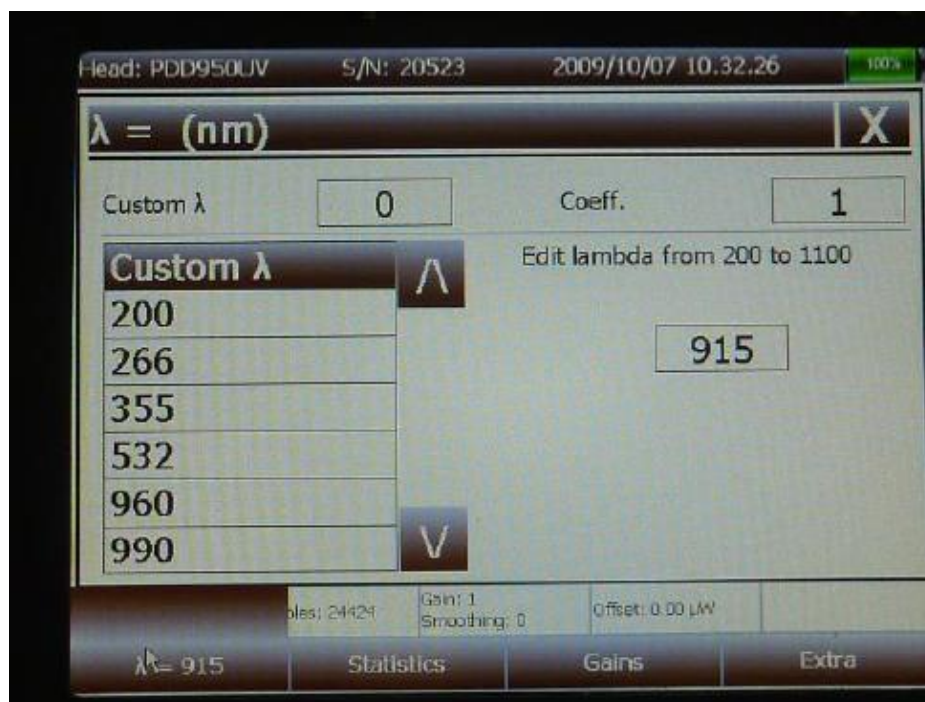 Head: PDD950UV S/N: 20523 2009/10/07 10.32.26 100%
λ = (nm) X
Custom λ 0 Coeff. 1
Custom λ /\ Edit lambda from 200 to 1100
200
266 915
355
532
960
990 \/
24424 Gain: 1 Offset: 0.00 µW
Smoothing: 0
λ = 915 Statistics Gains Extra